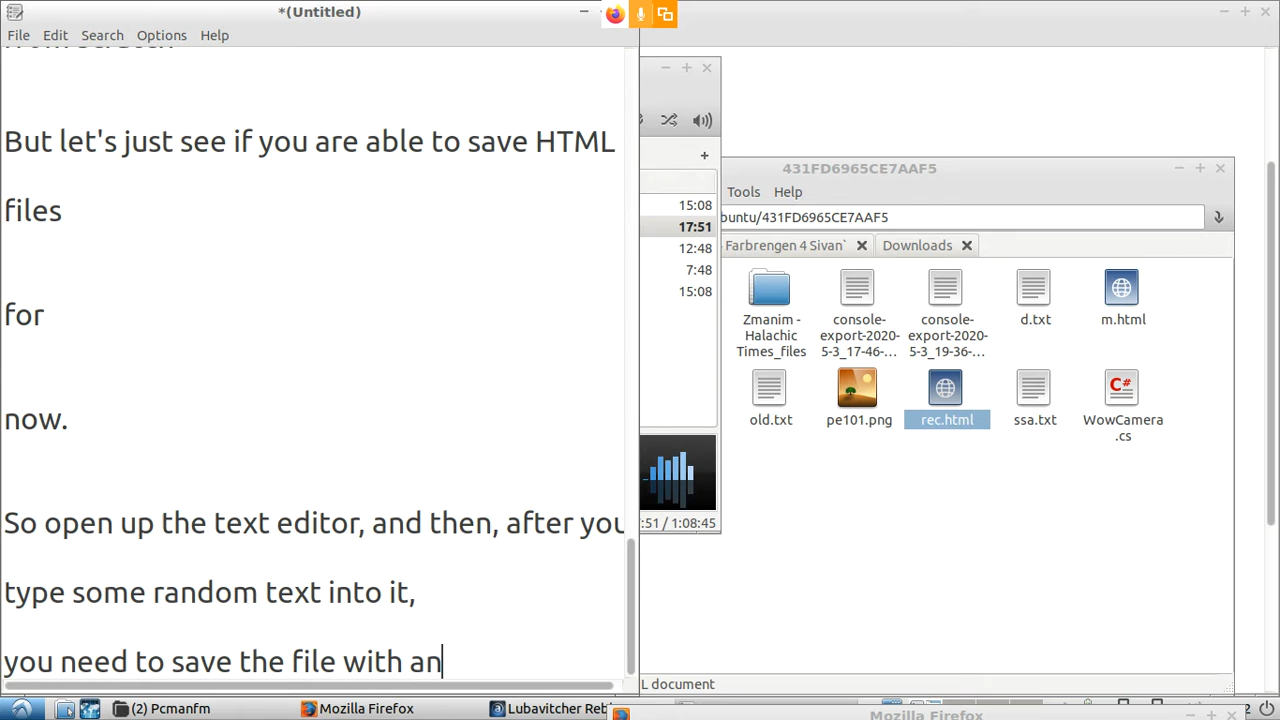 *(Untitled)
File Edit Search Options Help
But let's just see if you are able to save HTML
files
for
now.
So open up the text editor, and then, after you
type some random text into it,
you need to save the file with an
15:08
17:51
12:48
7:48
15:08
:51 / 1:08:45
431FD6965CE7AAF5
Tools Help
buntu/431FD6965CE7AAF5
Farbrengen 4 Sivan` Downloads
Zmanim -
Halachic
Times_files
console-
export-2020-
5-3_17-46-...
console-
export-2020-
5-3_19-36-...
d.txt
m.html
old.txt
pe101.png
rec.html
ssa.txt
C#
WowCamera
.cs
L document
(2) Pcmanfm
Mozilla Firefox
Lubavitcher Reb
Mozilla Firefox